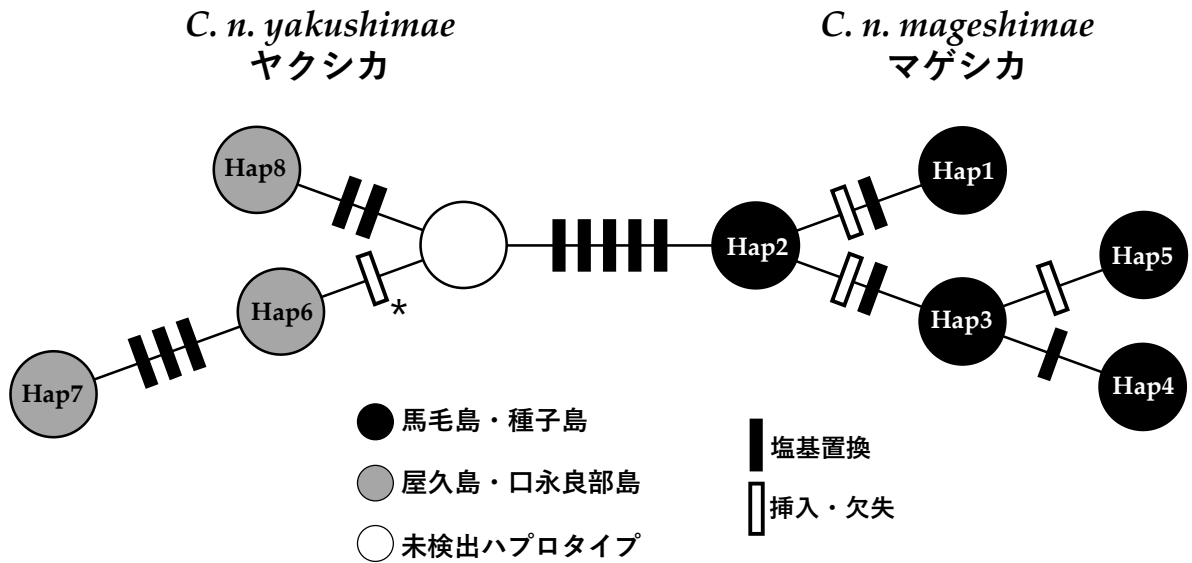 C. n. yakushimae
ヤクシカ
C. n. mageshimae
マゲシカ
Hap8
Hap1
Hap2
Hap5
Hap6
*
Hap3
Hap7
Hap4
馬毛島・種子島
屋久島・口永良部島
未検出ハプロタイプ
塩基置換
挿入・欠失